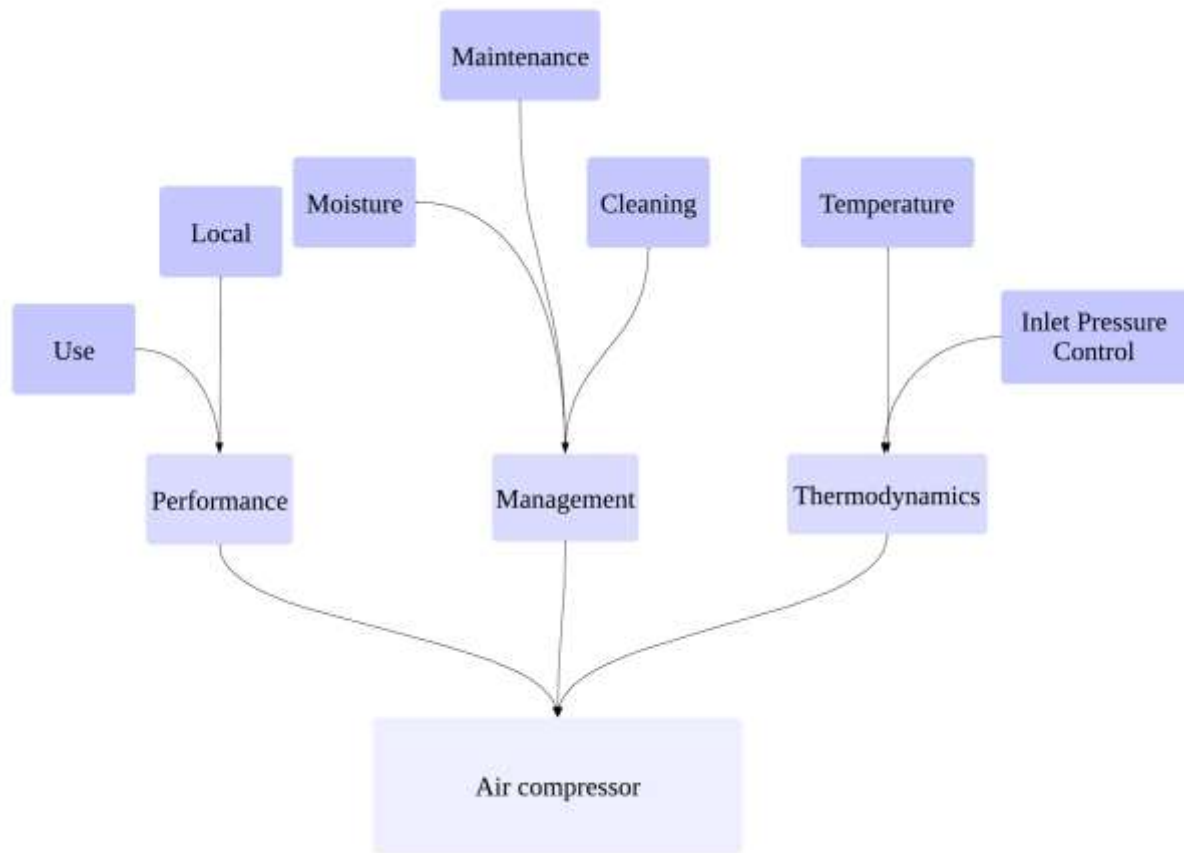 Maintenance
Moisture
Cleaning
Temperature
Local
Inlet Pressure
Control
Use
Performance
Management
Thermodynamics
Air compressor